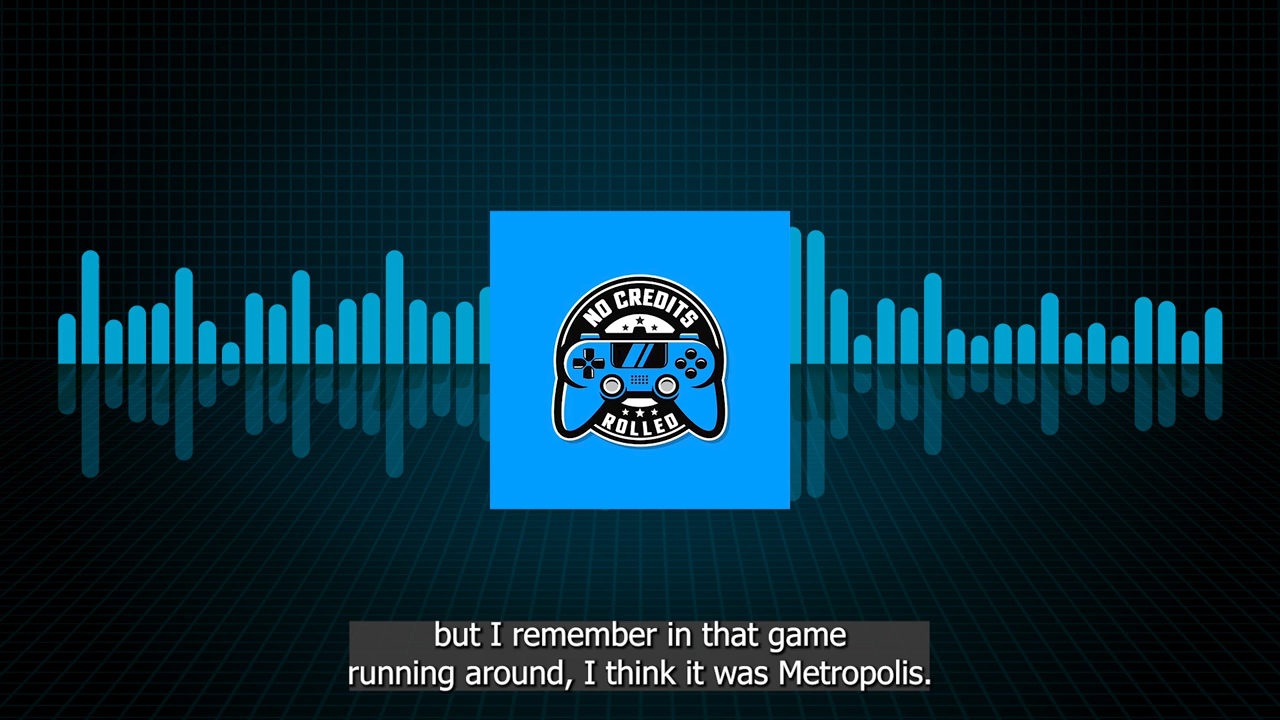 NO CREDITS
ROLLED
but I remember in that game
running around, I think it was Metropolis.